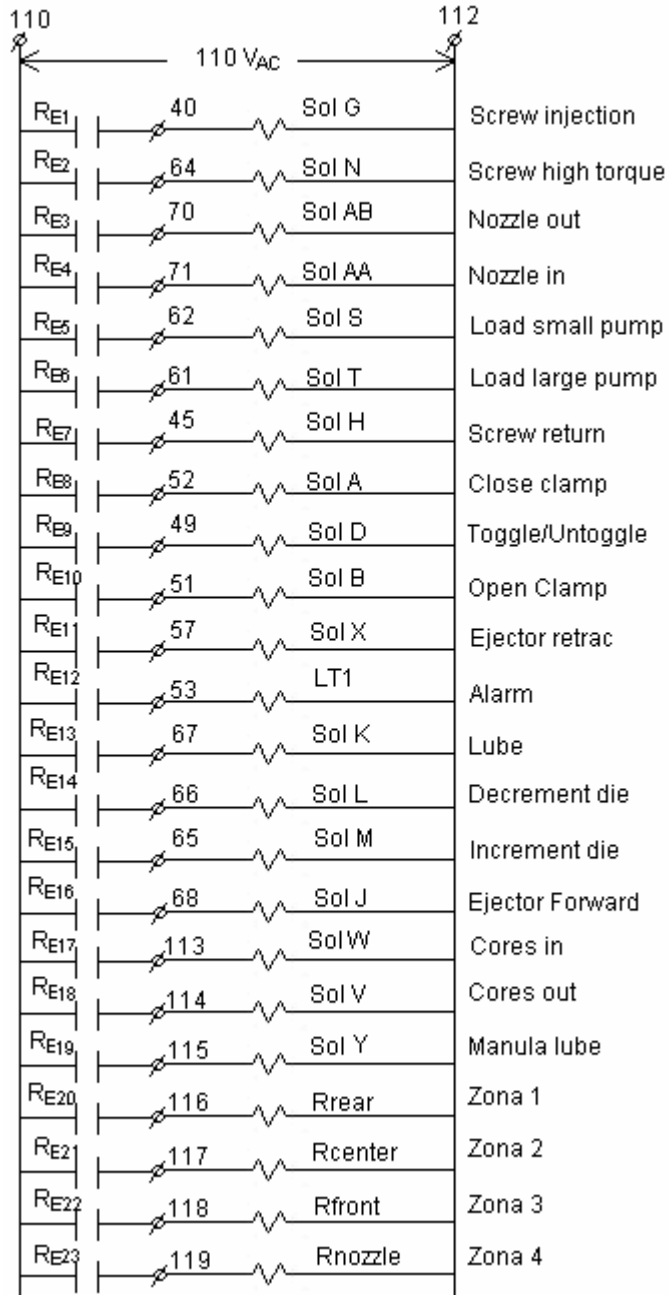 110 112
110 VAC
RE1 40 Sol G Screw injection
RE2 64 Sol N Screw high torque
RE3 70 Sol AB Nozzle out
RE4 71 Sol AA Nozzle in
RE5 62 Sol S Load small pump
RE6 61 Sol T Load large pump
RE7 45 Sol H Screw return
RE8 52 Sol A Close clamp
RE9 49 Sol D Toggle/Untoggle
RE10 51 Sol B Open Clamp
RE11 57 Sol X Ejector retrac
RE12 53 LT1 Alarm
RE13 67 Sol K Lube
RE14 66 Sol L Decrement die
RE15 65 Sol M Increment die
RE16 68 Sol J Ejector Forward
RE17 113 Sol W Cores in
RE18 114 Sol V Cores out
RE19 115 Sol Y Manula lube
RE20 116 Rrear Zona 1
RE21 117 Rcenter Zona 2
RE22 118 Rfront Zona 3
RE23 119 Rnozzle Zona 4